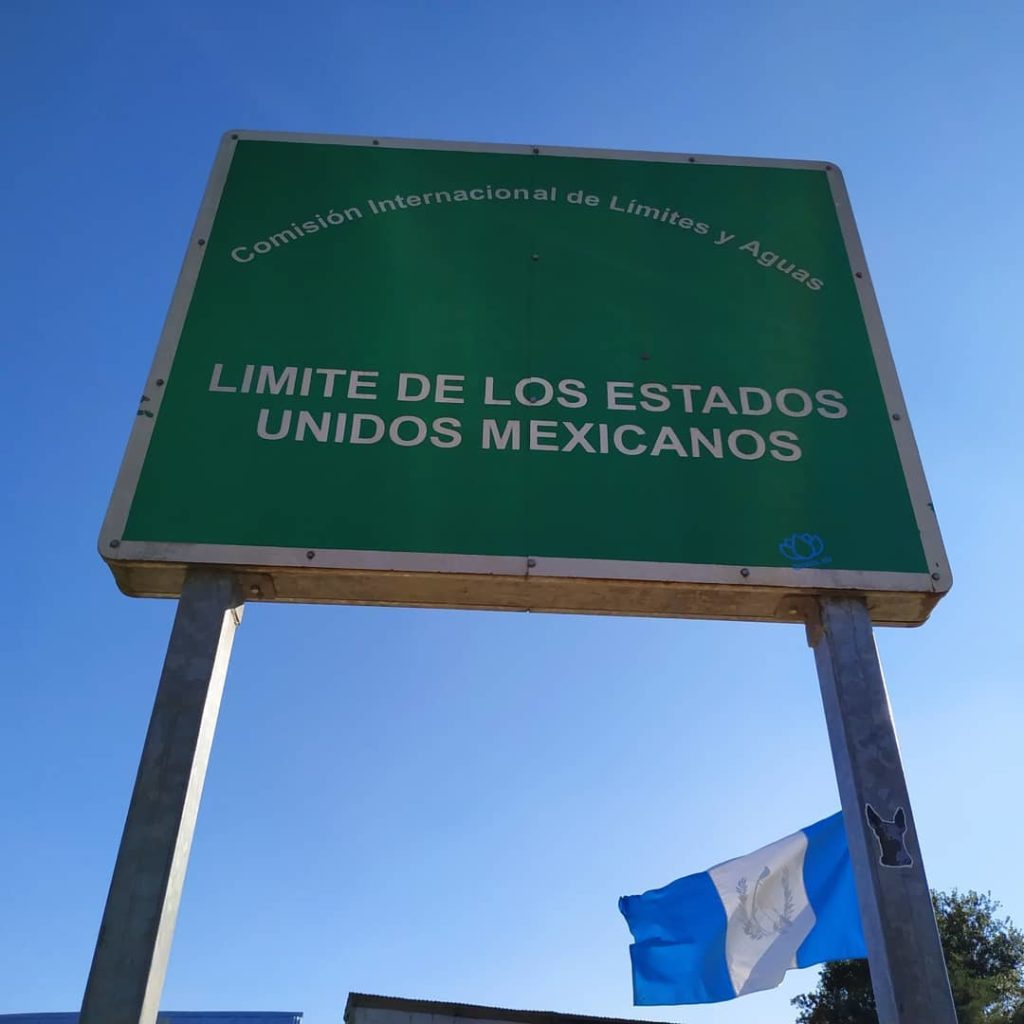 Comisión Internacional de Límites y Aguas
LIMITE DE LOS ESTADOS
UNIDOS MEXICANOS